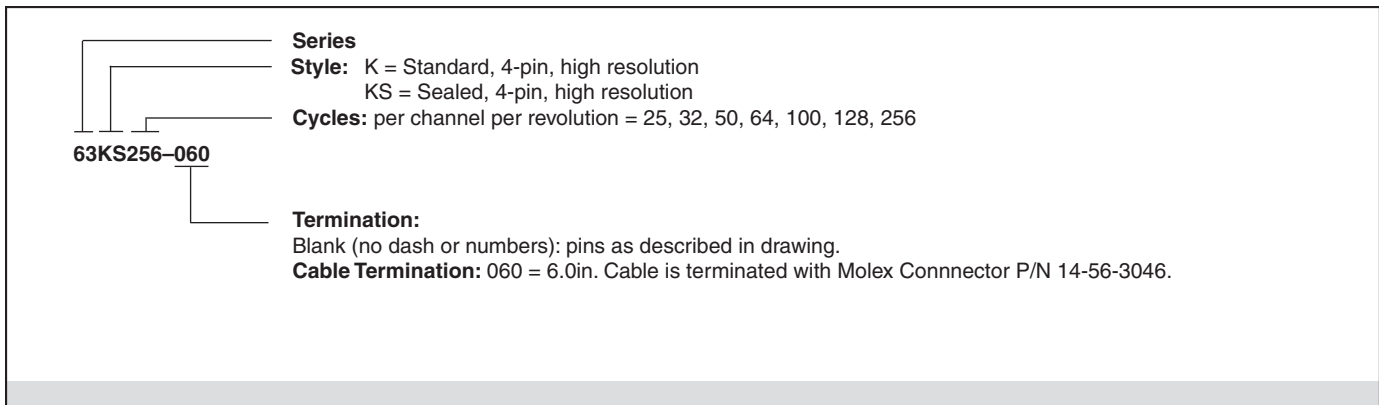 Series
Style: K = Standard, 4-pin, high resolution
KS = Sealed, 4-pin, high resolution
Cycles: per channel per revolution = 25, 32, 50, 64, 100, 128, 256
63KS256–060
Termination:
Blank (no dash or numbers): pins as described in drawing.
Cable Termination: 060 = 6.0in. Cable is terminated with Molex Connnector P/N 14-56-3046.